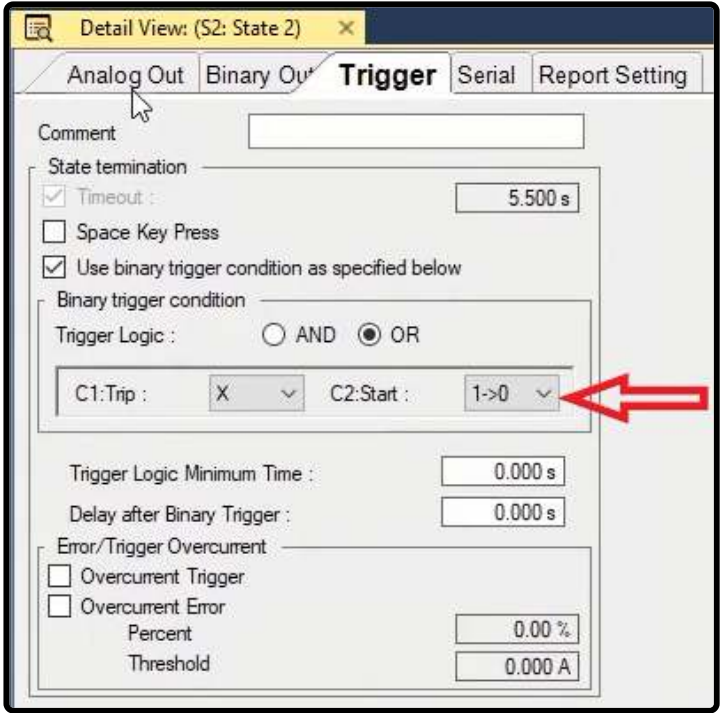 Detail View: (S2: State 2)
Analog Out Binary Out Trigger Serial Report Setting
Comment
State termination
Timeout : 5.500 s
Space Key Press
Use binary trigger condition as specified below
Binary trigger condition
Trigger Logic : AND OR
C1:Trip : X C2:Start : 1->0
Trigger Logic Minimum Time : 0.000 s
Delay after Binary Trigger : 0.000 s
Error/Trigger Overcurrent
Overcurrent Trigger
Overcurrent Error
Percent 0.00 %
Threshold 0.000 A